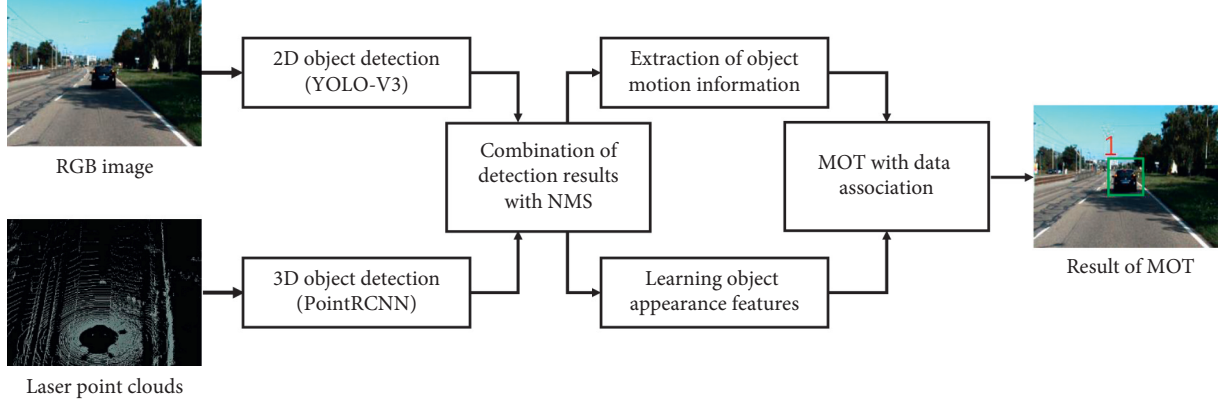 RGB image
2D object detection
(YOLO-V3)
Extraction of object
motion information
Combination of
detection results
with NMS
MOT with data
association
1
Result of MOT
3D object detection
(PointRCNN)
Learning object
appearance features
Laser point clouds